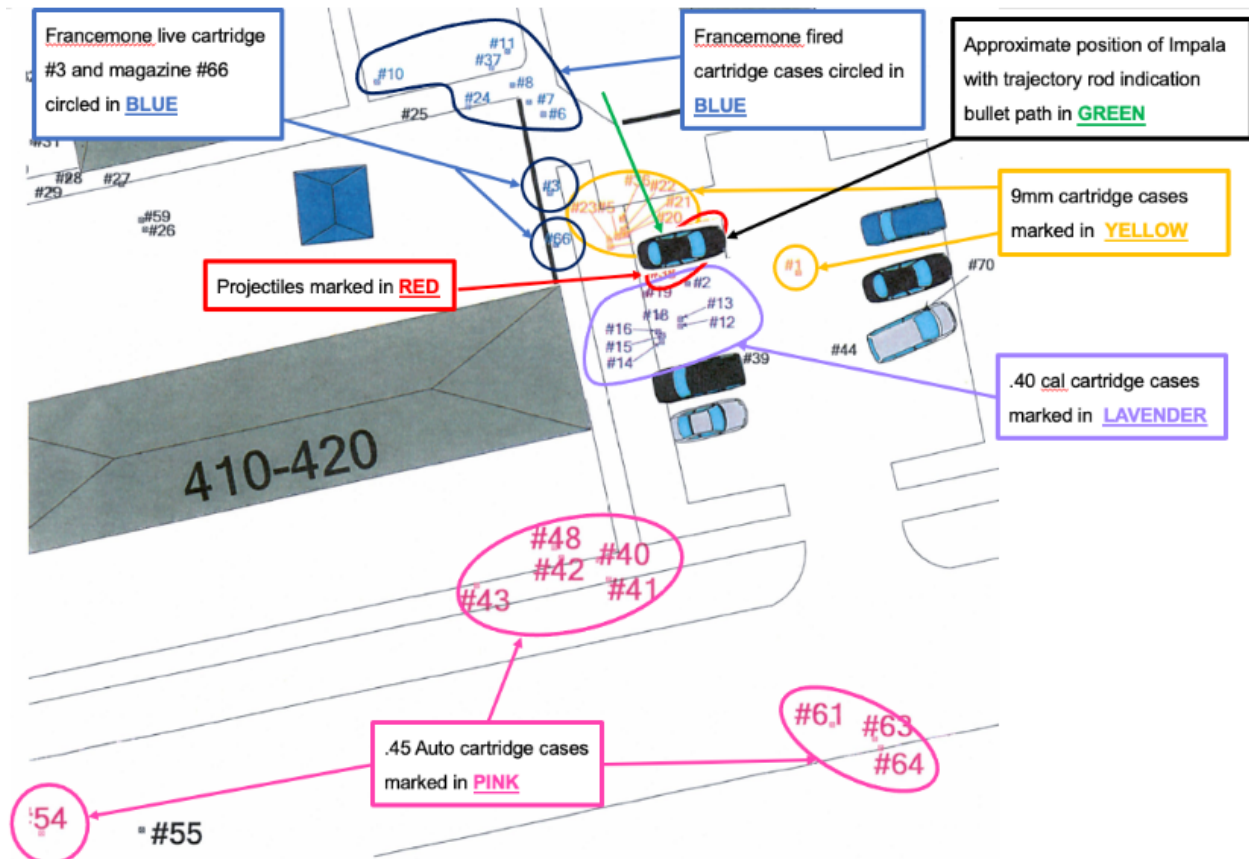 Francemone live cartridge
#3 and magazine #66
circled in BLUE
Francemone fired
cartridge cases circled in
BLUE
Approximate position of Impala
with trajectory rod indication
bullet path in GREEN
#11
#37
#10
#8
#24
#7
#6
#25
#28
#27
#29
#3
#22
#21
#23
#5
#20
9mm cartridge cases
marked in YELLOW
#59
#26
#66
#1
#70
Projectiles marked in RED
#2
#19
#13
#18
#12
#16
#15
#14
#39
#44
.40 cal cartridge cases
marked in LAVENDER
410-420
#48
#40
#42
#41
#43
#61
#63
#64
.45 Auto cartridge cases
marked in PINK
54
#55